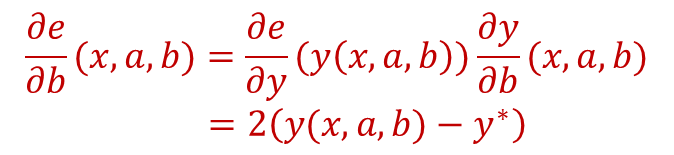 ∂e/∂b (x, a, b) = ∂e/∂y (y(x, a, b)) ∂y/∂b (x, a, b)
= 2(y(x, a, b) − y*)